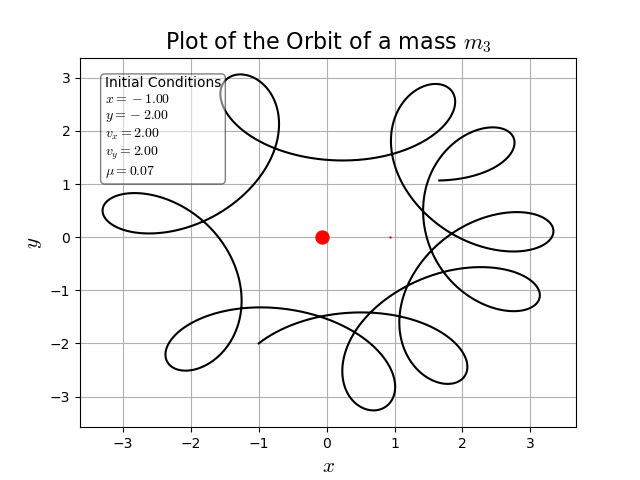 Plot of the Orbit of a mass m₃
Initial Conditions
x = −1.00
y = −2.00
vₓ = 2.00
v_y = 2.00
μ = 0.07
3
2
1
0
−1
−2
−3
y
−3
−2
−1
0
1
2
3
x